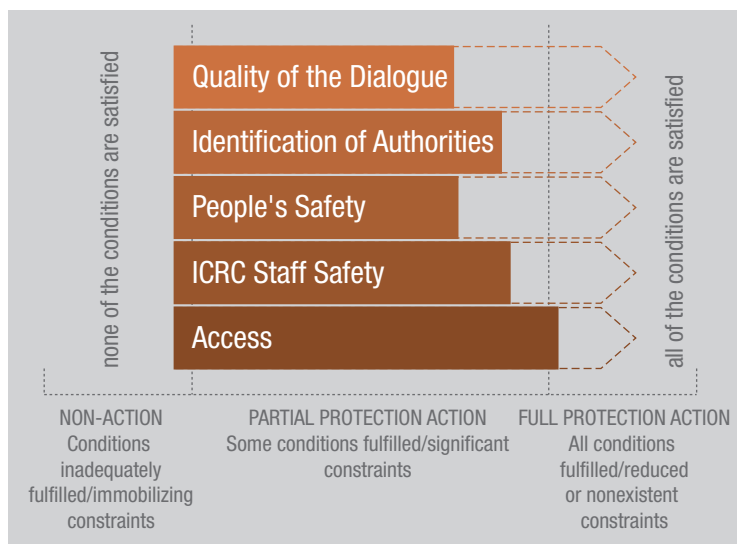 none of the conditions are satisfied
Quality of the Dialogue
Identification of Authorities
People's Safety
ICRC Staff Safety
Access
all of the conditions are satisfied
NON-ACTION
Conditions
inadequately
fulfilled/immobilizing
constraints
PARTIAL PROTECTION ACTION
Some conditions fulfilled/significant
constraints
FULL PROTECTION ACTION
All conditions
fulfilled/reduced
or nonexistent
constraints